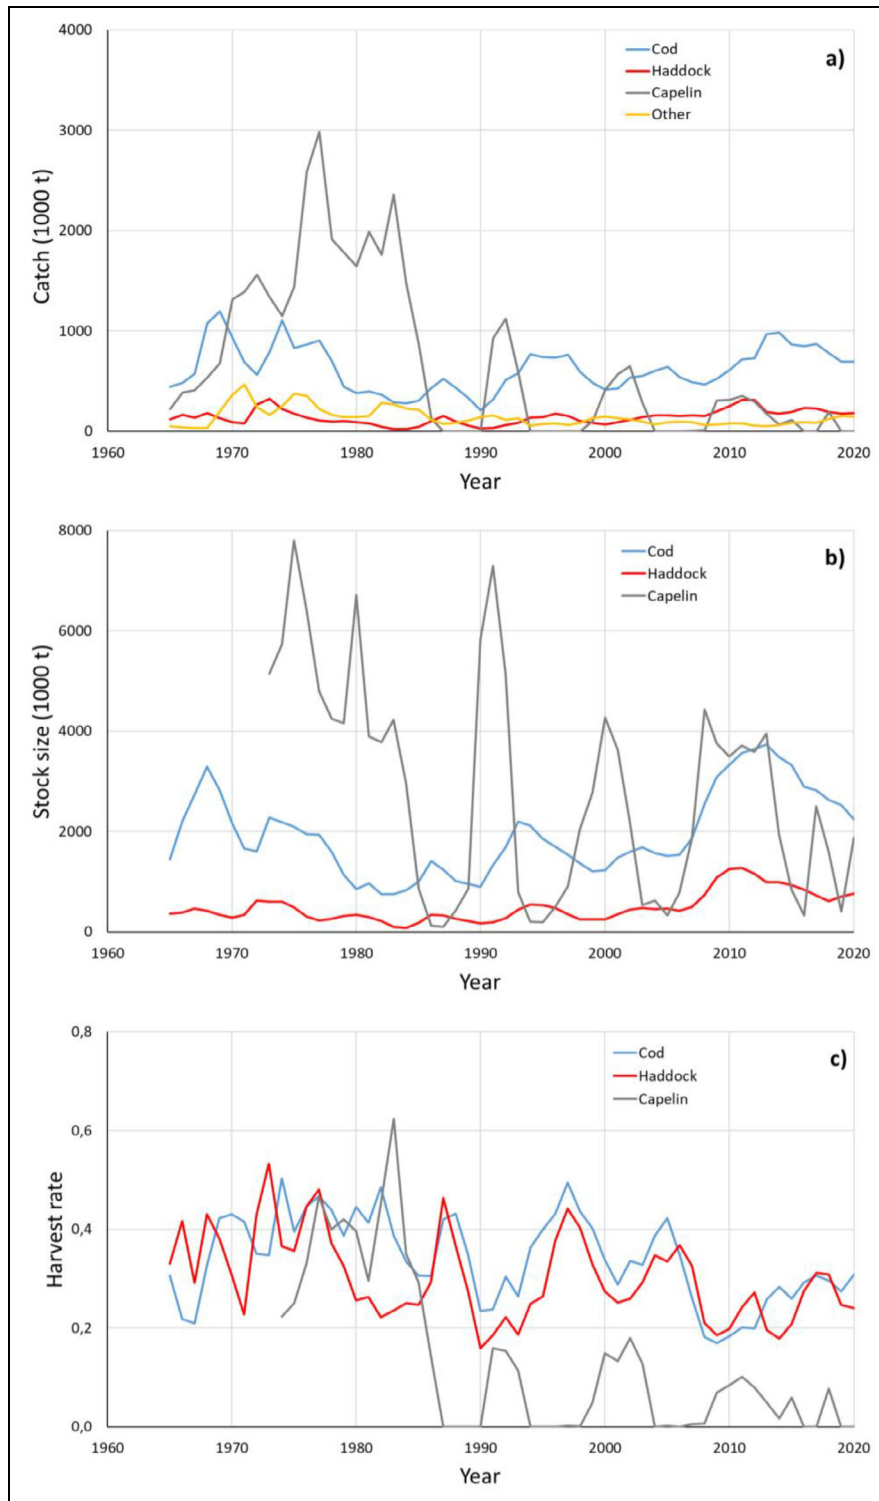 a)
Cod
Haddock
Capelin
Other
Catch (1000 t)
4000
3000
2000
1000
0
1960 1970 1980 1990 2000 2010 2020
Year
b)
Cod
Haddock
Capelin
Stock size (1000 t)
8000
6000
4000
2000
0
1960 1970 1980 1990 2000 2010 2020
Year
c)
Cod
Haddock
Capelin
Harvest rate
0,8
0,6
0,4
0,2
0,0
1960 1970 1980 1990 2000 2010 2020
Year